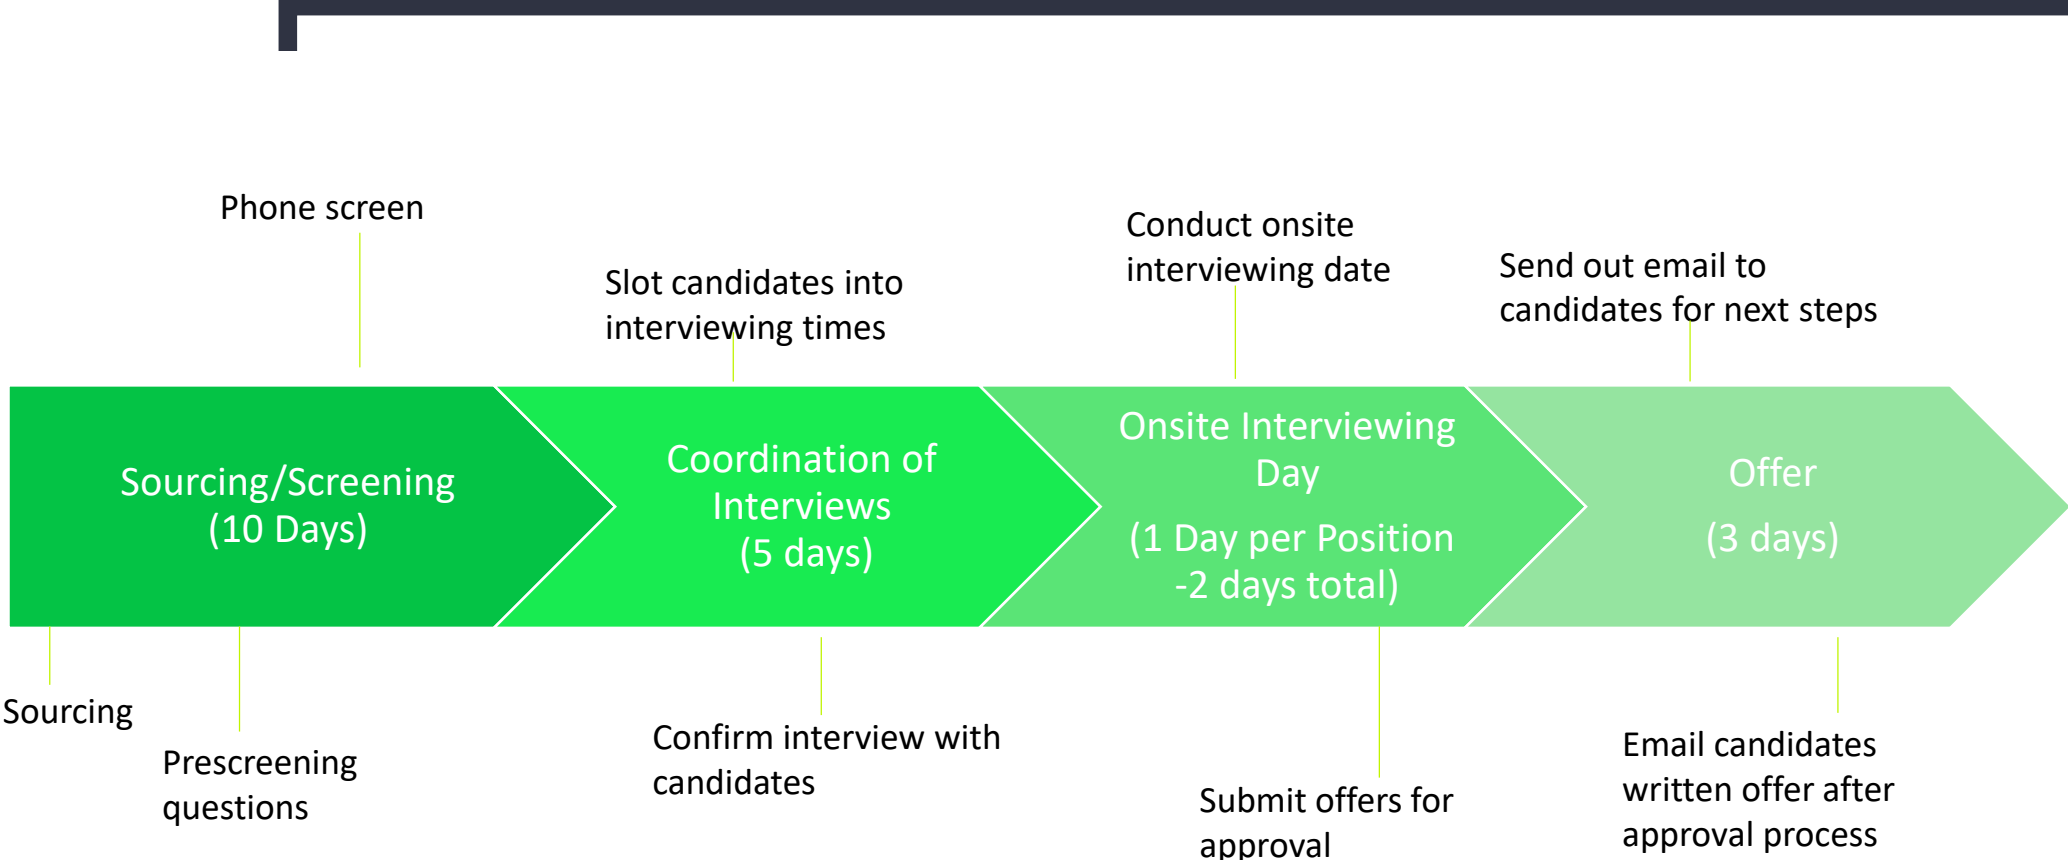 Phone screen
Slot candidates into
interviewing times
Conduct onsite
interviewing date
Send out email to
candidates for next steps
Sourcing/Screening
(10 Days)
Coordination of
Interviews
(5 days)
Onsite Interviewing
Day
(1 Day per Position
-2 days total)
Offer
(3 days)
Sourcing
Prescreening
questions
Confirm interview with
candidates
Submit offers for
approval
Email candidates
written offer after
approval process